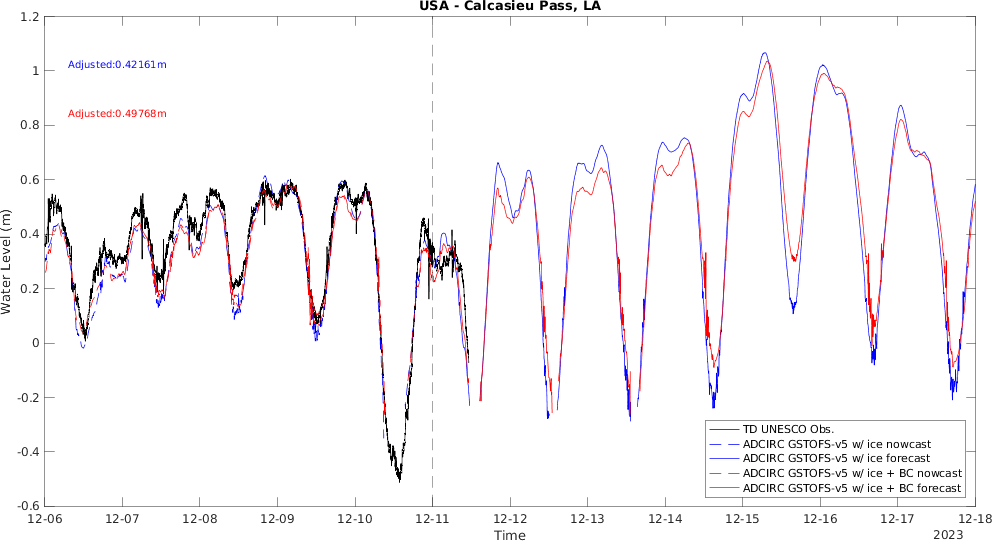 USA - Calcasieu Pass, LA
1.2
1
0.8
0.6
0.4
0.2
0
-0.2
-0.4
-0.6
Water Level (m)
Adjusted:0.42161m
Adjusted:0.49768m
TD UNESCO Obs.
ADCIRC GSTOFS-v5 w/ ice nowcast
ADCIRC GSTOFS-v5 w/ ice forecast
ADCIRC GSTOFS-v5 w/ ice + BC nowcast
ADCIRC GSTOFS-v5 w/ ice + BC forecast
12-06 12-07 12-08 12-09 12-10 12-11 12-12 12-13 12-14 12-15 12-16 12-17 12-18
Time
2023